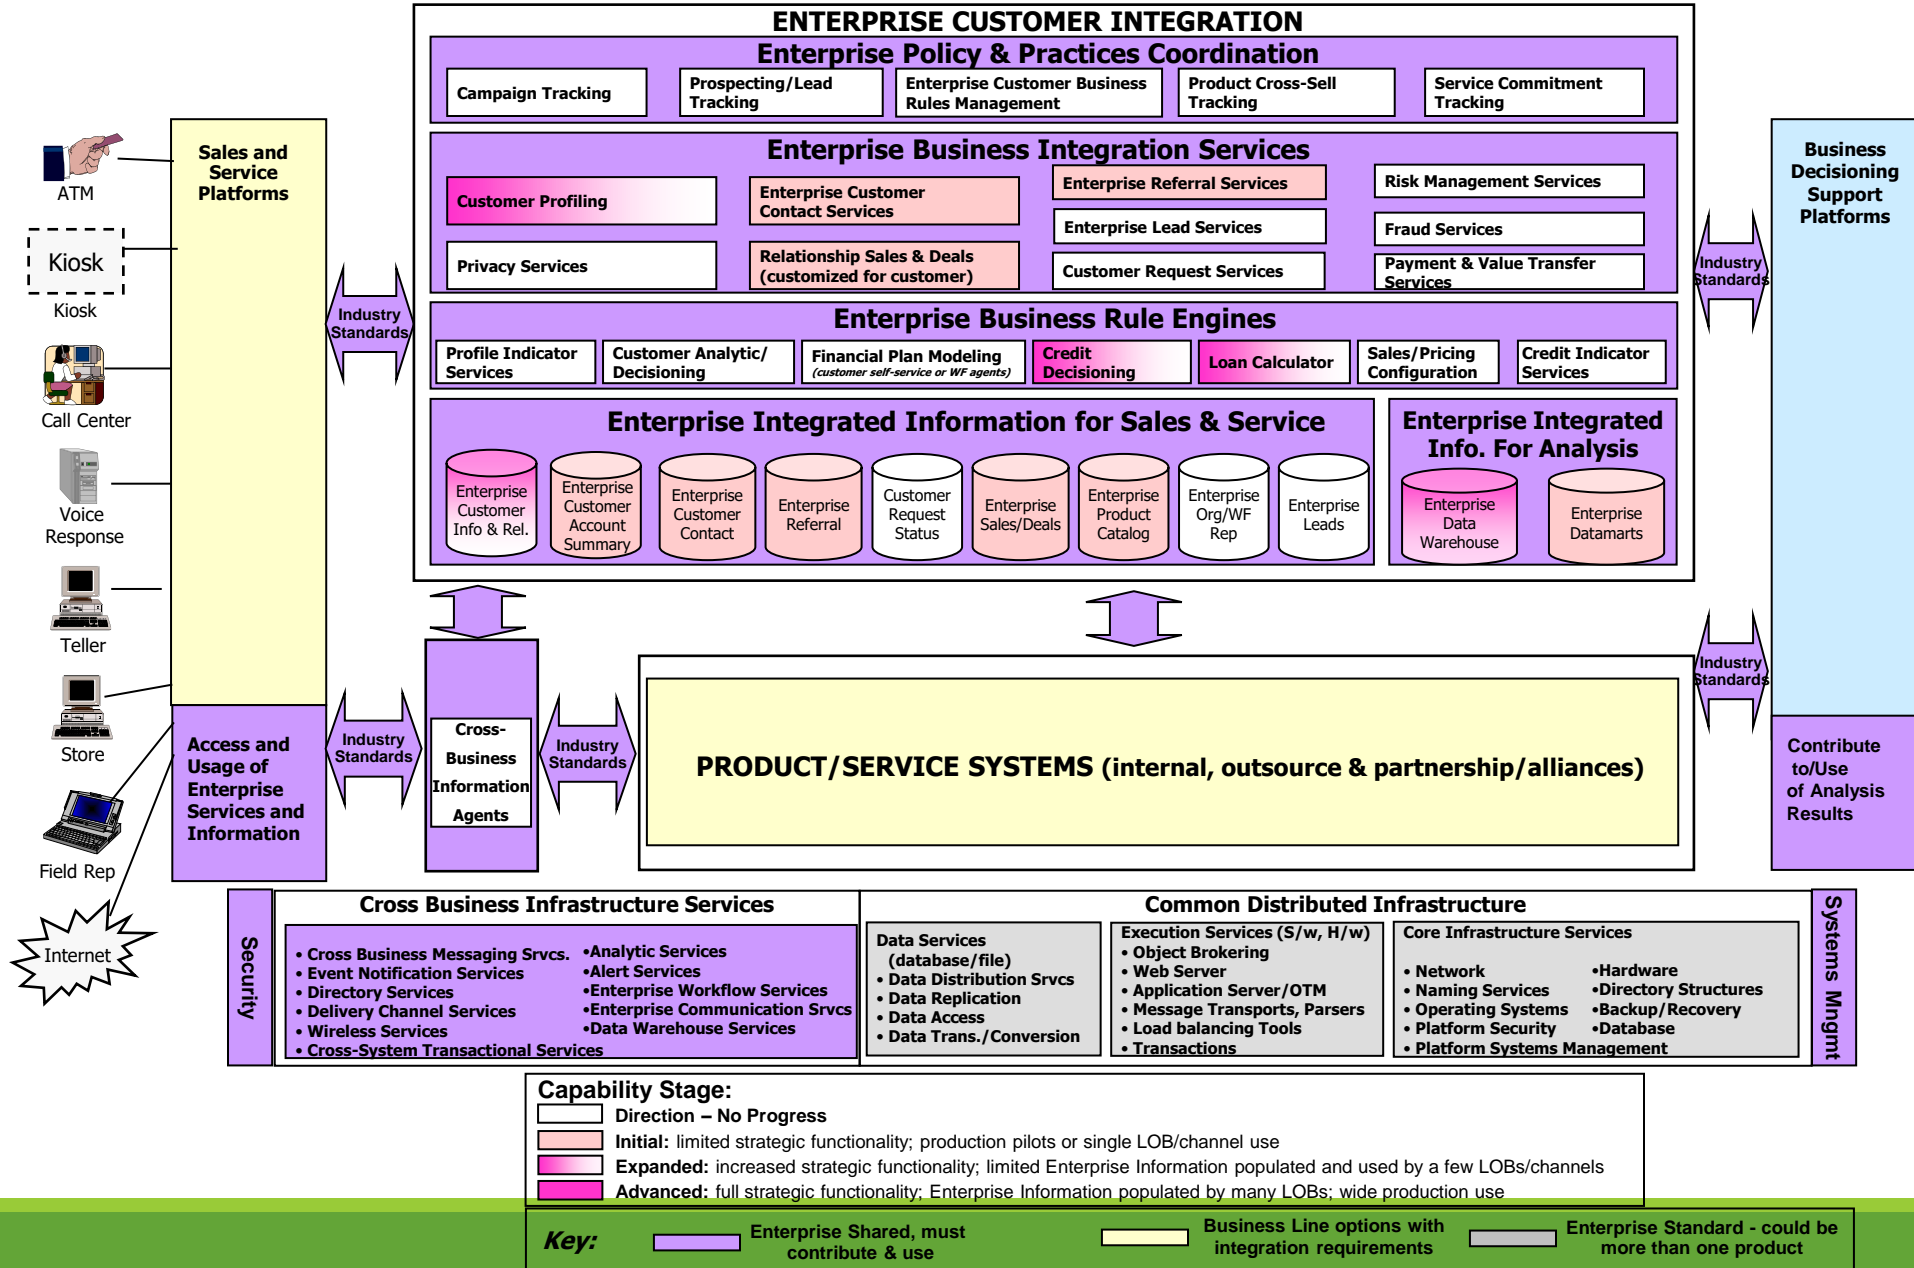 ENTERPRISE CUSTOMER INTEGRATION
Enterprise Policy & Practices Coordination
Campaign Tracking
Prospecting/Lead
Tracking
Enterprise Customer Business
Rules Management
Product Cross-Sell
Tracking
Service Commitment
Tracking
Enterprise Business Integration Services
Customer Profiling
Enterprise Customer
Contact Services
Enterprise Referral Services
Risk Management Services
Enterprise Lead Services
Fraud Services
Privacy Services
Relationship Sales & Deals
(customized for customer)
Customer Request Services
Payment & Value Transfer
Services
Enterprise Business Rule Engines
Profile Indicator
Services
Customer Analytic/
Decisioning
Financial Plan Modeling
(customer self-service or WF agents)
Credit
Decisioning
Loan Calculator
Sales/Pricing
Configuration
Credit Indicator
Services
Enterprise Integrated Information for Sales & Service
Enterprise
Customer
Info & Rel.
Enterprise
Customer
Account
Summary
Enterprise
Customer
Contact
Enterprise
Referral
Customer
Request
Status
Enterprise
Sales/Deals
Enterprise
Product
Catalog
Enterprise
Org/WF
Rep
Enterprise
Leads
Enterprise Integrated
Info. For Analysis
Enterprise
Data
Warehouse
Enterprise
Datamarts
ATM
Kiosk
Kiosk
Call Center
Voice
Response
Teller
Store
Field Rep
Internet
Sales and
Service
Platforms
Access and
Usage of
Enterprise
Services and
Information
Industry
Standards
Industry
Standards
Industry
Standards
Industry
Standards
Industry
Standards
Business
Decisioning
Support
Platforms
Contribute
to/Use
of Analysis
Results
Cross-
Business
Information
Agents
PRODUCT/SERVICE SYSTEMS (internal, outsource & partnership/alliances)
Security
Cross Business Infrastructure Services
• Cross Business Messaging Srvcs.
• Event Notification Services
• Directory Services
• Delivery Channel Services
• Wireless Services
• Cross-System Transactional Services
•Analytic Services
•Alert Services
•Enterprise Workflow Services
•Enterprise Communication Srvcs
•Data Warehouse Services
Common Distributed Infrastructure
Data Services
(database/file)
• Data Distribution Srvcs
• Data Replication
• Data Access
• Data Trans./Conversion
Execution Services (S/w, H/w)
• Object Brokering
• Web Server
• Application Server/OTM
• Message Transports, Parsers
• Load balancing Tools
• Transactions
Core Infrastructure Services
• Network
• Naming Services
• Operating Systems
• Platform Security
• Platform Systems Management
•Hardware
•Directory Structures
•Backup/Recovery
•Database
Systems Mngmt
Capability Stage:
Direction – No Progress
Initial: limited strategic functionality; production pilots or single LOB/channel use
Expanded: increased strategic functionality; limited Enterprise Information populated and used by a few LOBs/channels
Advanced: full strategic functionality; Enterprise Information populated by many LOBs; wide production use
Key:
Enterprise Shared, must
contribute & use
Business Line options with
integration requirements
Enterprise Standard - could be
more than one product